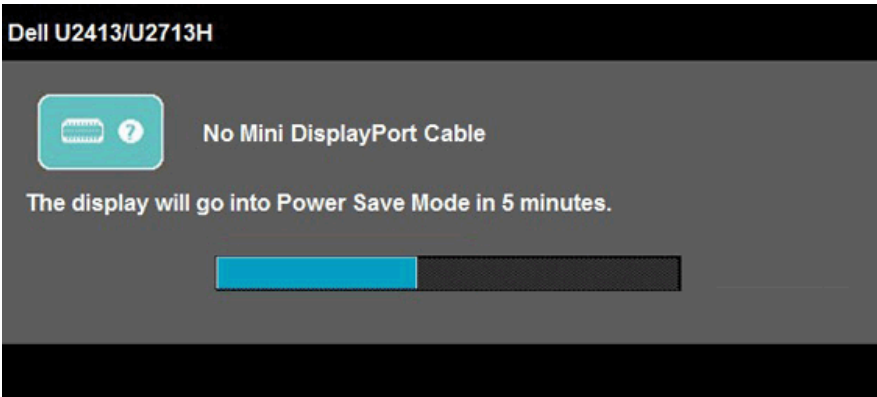 Dell U2413/U2713H
?
No Mini DisplayPort Cable
The display will go into Power Save Mode in 5 minutes.